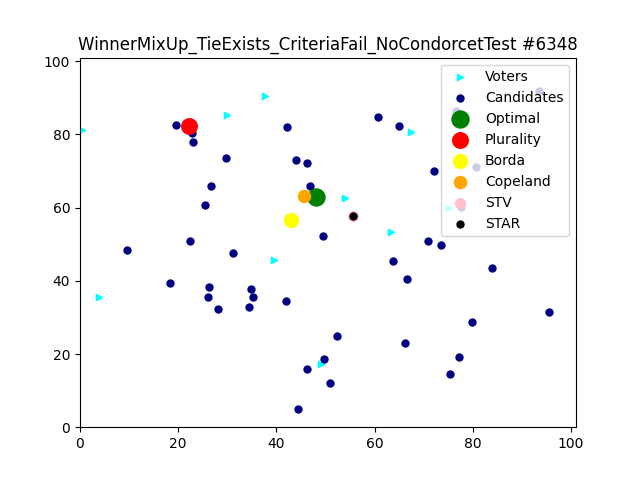 WinnerMixUp_TieExists_CriteriaFail_NoCondorcetTest #6348
100
80
60
40
20
0
0
20
40
60
80
100
Voters
Candidates
Optimal
Plurality
Borda
Copeland
STV
STAR